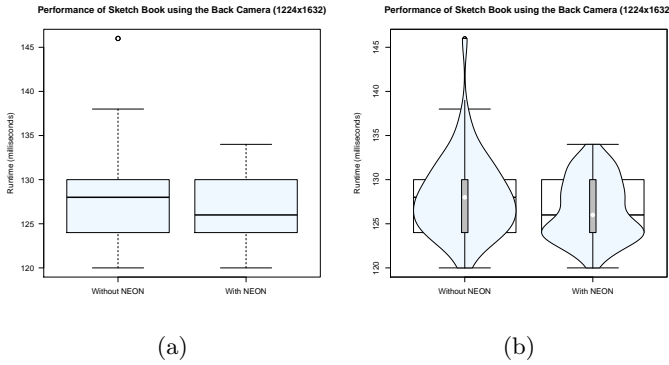 Performance of Sketch Book using the Back Camera (1224x1632)
Runtime (milliseconds)
145
140
135
130
125
120
Without NEON
With NEON
(a)
Performance of Sketch Book using the Back Camera (1224x1632
Runtime (milliseconds)
145
140
135
130
125
120
Without NEON
With NEON
(b)